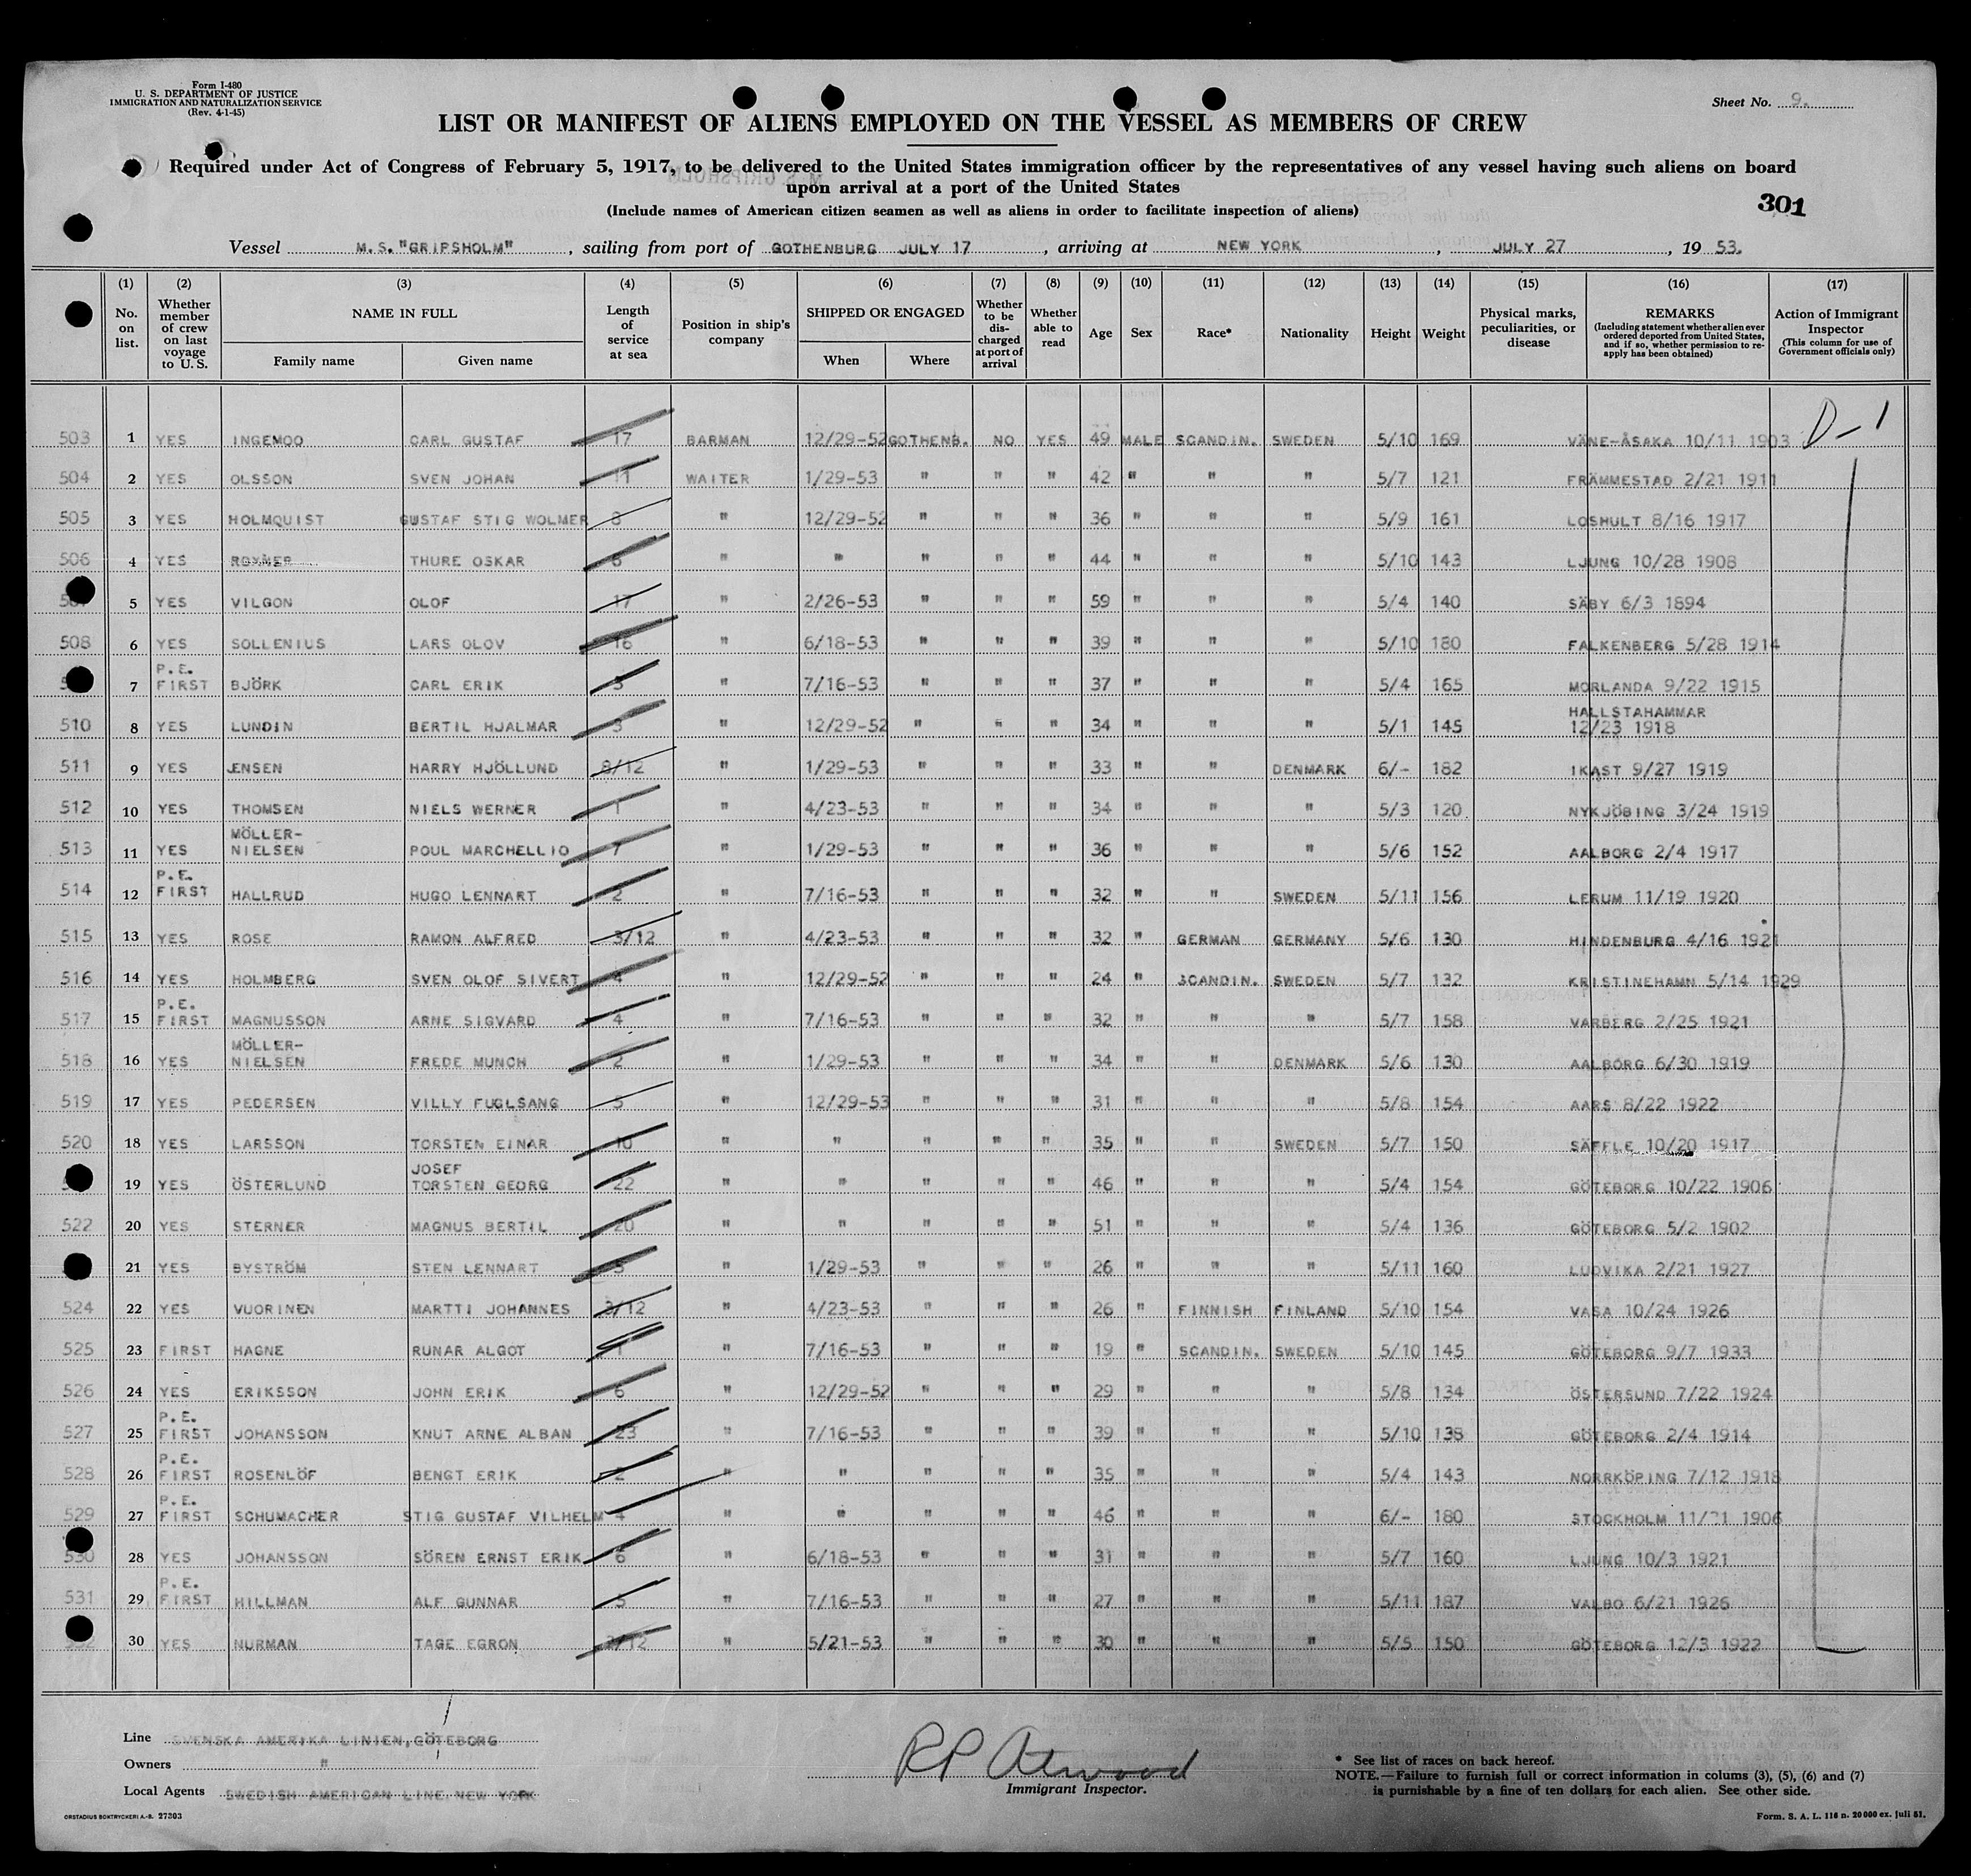 Form I-480
U. S. DEPARTMENT OF JUSTICE
IMMIGRATION AND NATURALIZATION SERVICE
(Rev. 4-1-45)
Sheet No. 9.
LIST OR MANIFEST OF ALIENS EMPLOYED ON THE VESSEL AS MEMBERS OF CREW
Required under Act of Congress of February 5, 1917, to be delivered to the United States immigration officer by the representatives of any vessel having such aliens on board
upon arrival at a port of the United States
(Include names of American citizen seamen as well as aliens in order to facilitate inspection of aliens)
301
Vessel M.S. "GRIPSHOLM", sailing from port of GOTHENBURG JULY 17, arriving at NEW YORK, JULY 27, 19 53.
(1) No. on list. (2) Whether member of crew on last voyage to U. S. (3) NAME IN FULL Family name Given name (4) Length of service at sea (5) Position in ship's company (6) SHIPPED OR ENGAGED When Where (7) Whether to be discharged at port of arrival (8) Whether able to read (9) Age (10) Sex (11) Race* (12) Nationality (13) Height (14) Weight (15) Physical marks, peculiarities, or disease (16) REMARKS (Including statement whether alien ever ordered deported from United States, and if so, whether permission to re-apply has been obtained) (17) Action of Immigrant Inspector (This column for use of Government officials only)
503 1 YES INGEMOO CARL GUSTAF 17 BARMAN 12/29-52 GOTHENB. NO YES 49 MALE SCANDIN. SWEDEN 5/10 169 VÄNE-ÅSAKA 10/11 1903 D-1
504 2 YES OLSSON SVEN JOHAN 11 WAITER 1/29-53 " " " 42 " " " 5/7 121 FRÄMMESTAD 2/21 1911
505 3 YES HOLMQUIST GUSTAF STIG WOLMER 8 " 12/29-52 " " " 36 " " " 5/9 161 LOSHULT 8/16 1917
506 4 YES THURE OSKAR " " " " " 44 " " " 5/10 143 LJUNG 10/28 1908
5 YES VILGON OLOF 17 " 2/26-53 " " " 59 " " " 5/4 140 SÄBY 6/3 1894
508 6 YES SOLLENIUS LARS OLOV 16 " 6/18-53 " " " 39 " " " 5/10 180 FALKENBERG 5/28 1914
7 P.E. FIRST BJÖRK CARL ERIK 3 " 7/16-53 " " " 37 " " " 5/4 165 MORLANDA 9/22 1915
510 8 YES LUNDIN BERTIL HJALMAR 3 " 12/29-52 " " " 34 " " " 5/1 145 HALLSTAHAMMAR 12/23 1918
511 9 YES JENSEN HARRY HJÖLLUND 8/12 " 1/29-53 " " " 33 " " DENMARK 6/- 182 IKAST 9/27 1919
512 10 YES THOMSEN NIELS WERNER 1 " 4/23-53 " " " 34 " " " 5/3 120 NYKJÖBING 3/24 1919
513 11 YES MÖLLER-NIELSEN POUL MARCHELLIO 7 " 1/29-53 " " " 36 " " " 5/6 152 AALBORG 2/4 1917
514 12 P.E. FIRST HALLRUD HUGO LENNART 2 " 7/16-53 " " " 32 " " SWEDEN 5/11 156 LERUM 11/19 1920
515 13 YES ROSE RAMON ALFRED 3/12 " 4/23-53 " " " 32 " GERMAN GERMANY 5/6 130 HINDENBURG 4/16 1921
516 14 YES HOLMBERG SVEN OLOF SIVERT 4 " 12/29-52 " " " 24 " SCANDIN. SWEDEN 5/7 132 KRISTINEHAMN 5/14 1929
517 15 P.E. FIRST MAGNUSSON ARNE SIGVARD 4 " 7/16-53 " " " 32 " " " 5/7 158 VARBERG 2/25 1921
518 16 YES MÖLLER-NIELSEN FREDE MUNCH 2 " 1/29-53 " " " 34 " " DENMARK 5/6 130 AALBORG 6/30 1919
519 17 YES PEDERSEN VILLY FUGLSANG 5 " 12/29-53 " " " 31 " " " 5/8 154 AARS 8/22 1922
520 18 YES LARSSON TORSTEN EINAR 10 " " " " " 35 " " SWEDEN 5/7 150 SÄFFLE 10/20 1917
19 YES ÖSTERLUND JOSEF TORSTEN GEORG 22 " " " " " 46 " " " 5/4 154 GÖTEBORG 10/22 1906
522 20 YES STERNER MAGNUS BERTIL 20 " " " " " 51 " " " 5/4 136 GÖTEBORG 5/2 1902
21 YES BYSTRÖM STEN LENNART " 1/29-53 " " " 26 " " " 5/11 160 LUDVIKA 2/21 1927
524 22 YES VUORINEN MARTTI JOHANNES 3/12 " 4/23-53 " " " 26 " FINNISH FINLAND 5/10 154 VASA 10/24 1926
525 23 FIRST HAGNE RUNAR ALGOT 1 " 7/16-53 " " " 19 " SCANDIN. SWEDEN 5/10 145 GÖTEBORG 9/7 1933
526 24 YES ERIKSSON JOHN ERIK 6 " 12/29-52 " " " 29 " " " 5/8 134 ÖSTERSUND 7/22 1924
527 25 P.E. FIRST JOHANSSON KNUT ARNE ALBAN 23 " 7/16-53 " " " 39 " " " 5/10 138 GÖTEBORG 2/4 1914
528 26 P.E. FIRST ROSENLÖF BENGT ERIK 2 " " " " " 35 " " " 5/4 143 NORRKÖPING 7/12 1918
529 27 P.E. FIRST SCHUMACHER STIG GUSTAF VILHELM 4 " " " " " 46 " " " 6/- 180 STOCKHOLM 11/21 1906
530 28 YES JOHANSSON SÖREN ERNST ERIK 6 " 6/18-53 " " " 31 " " " 5/7 160 LJUNG 10/3 1921
531 29 P.E. FIRST HILLMAN ALF GUNNAR 5 " 7/16-53 " " " 27 " " " 5/11 187 VALBO 6/21 1926
30 YES NURMAN TAGE EGRON " 5/21-53 " " " 30 " " " 5/5 150 GÖTEBORG 12/3 1922
Line SVENSKA AMERIKA LINIEN, GÖTEBORG
Owners "
Local Agents SWEDISH AMERICAN LINE, NEW YORK
ORSTADIUS BOKTRYCKERI A.-B. 27303
RP Atwood
Immigrant Inspector.
* See list of races on back hereof.
NOTE.—Failure to furnish full or correct information in colums (3), (5), (6) and (7)
is purnishable by a fine of ten dollars for each alien. See other side.
Form. S. A. L. 116 n. 20 000 ex. Juli 51.